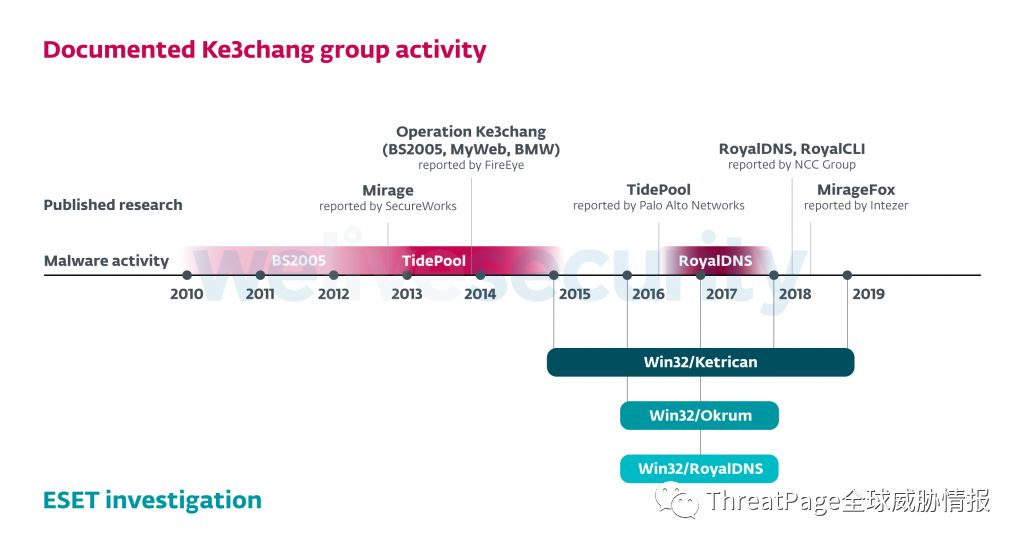 Documented Ke3chang group activity
Operation Ke3chang
(BS2005, MyWeb, BMW)
reported by FireEye
RoyalDNS, RoyalCLI
reported by NCC Group
Mirage
reported by SecureWorks
TidePool
reported by Palo Alto Networks
MirageFox
reported by Intezer
Published research
Malware activity
BS2005
TidePool
RoyalDNS
welivesecurity
2010 2011 2012 2013 2014 2015 2016 2017 2018 2019
Win32/Ketrican
Win32/Okrum
Win32/RoyalDNS
ESET investigation
ThreatPage全球威胁情报